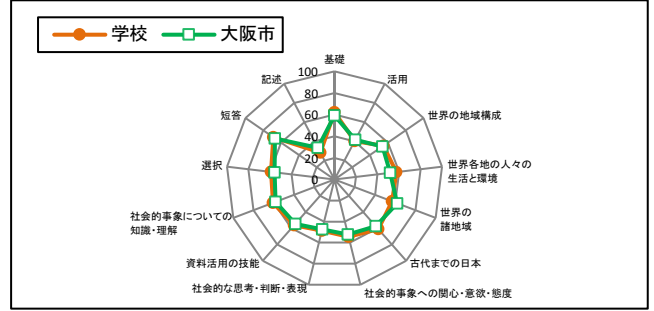 学校
大阪市
基礎
活用
世界の地域構成
世界各地の人々の
生活と環境
世界の
諸地域
古代までの日本
社会的事象への関心・意欲・態度
社会的な思考・判断・表現
資料活用の技能
社会的事象についての
知識・理解
選択
短答
記述
100
80
60
40
20
0